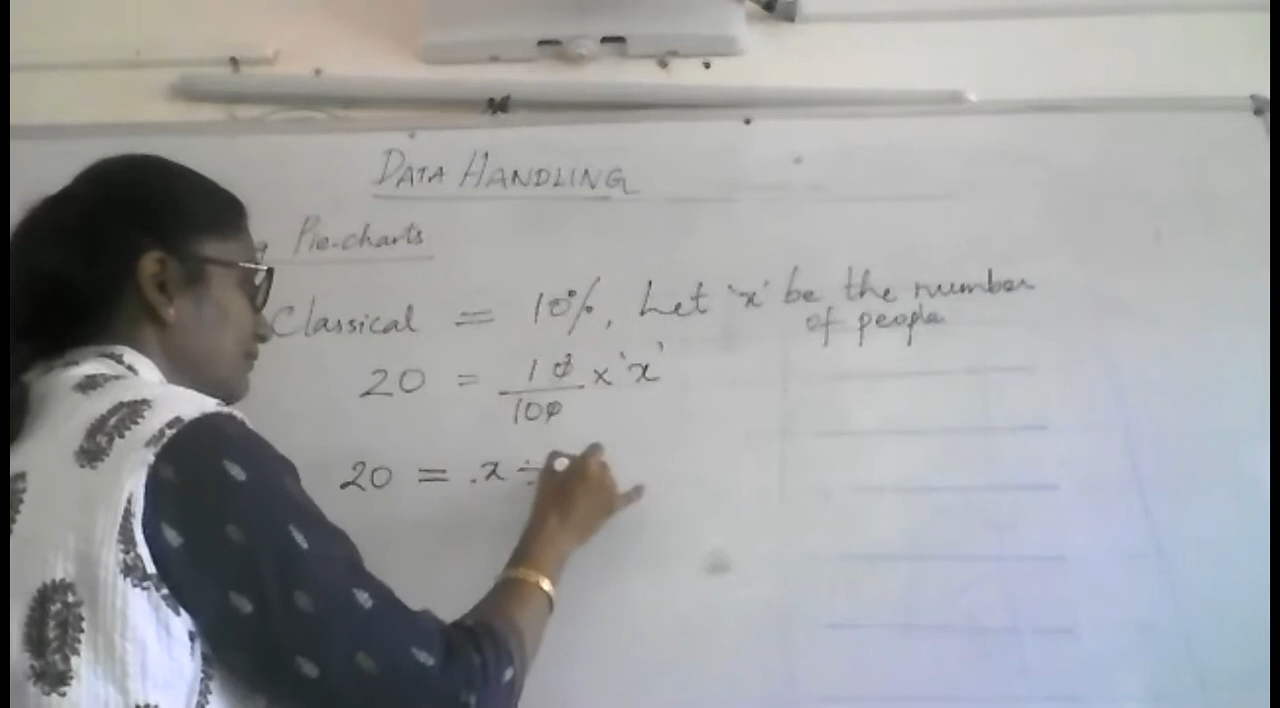 DATA HANDLING
Pie-charts
Classical = 10%, Let 'x' be the number
of people
20 = 10/100 × 'x'
20 = x ÷